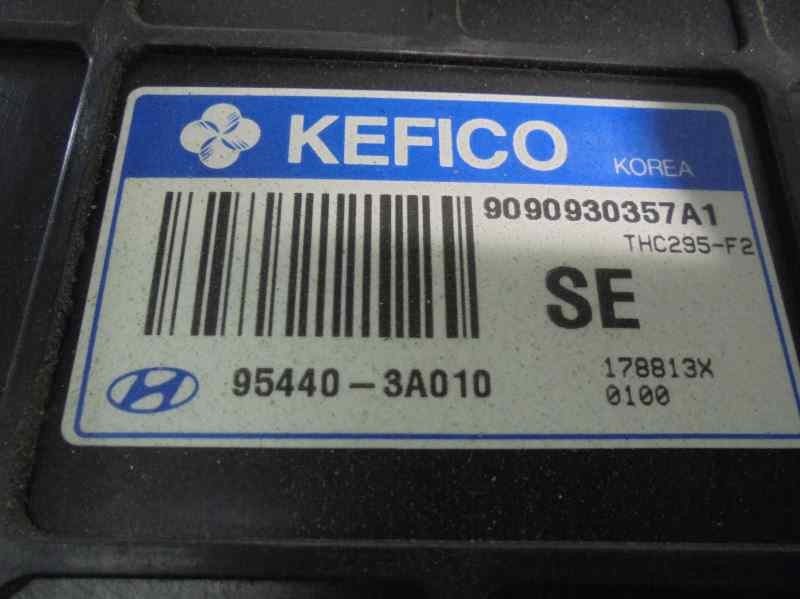 KEFICO KOREA
9090930357A1
THC295-F2
SE
95440-3A010
178813X
0100